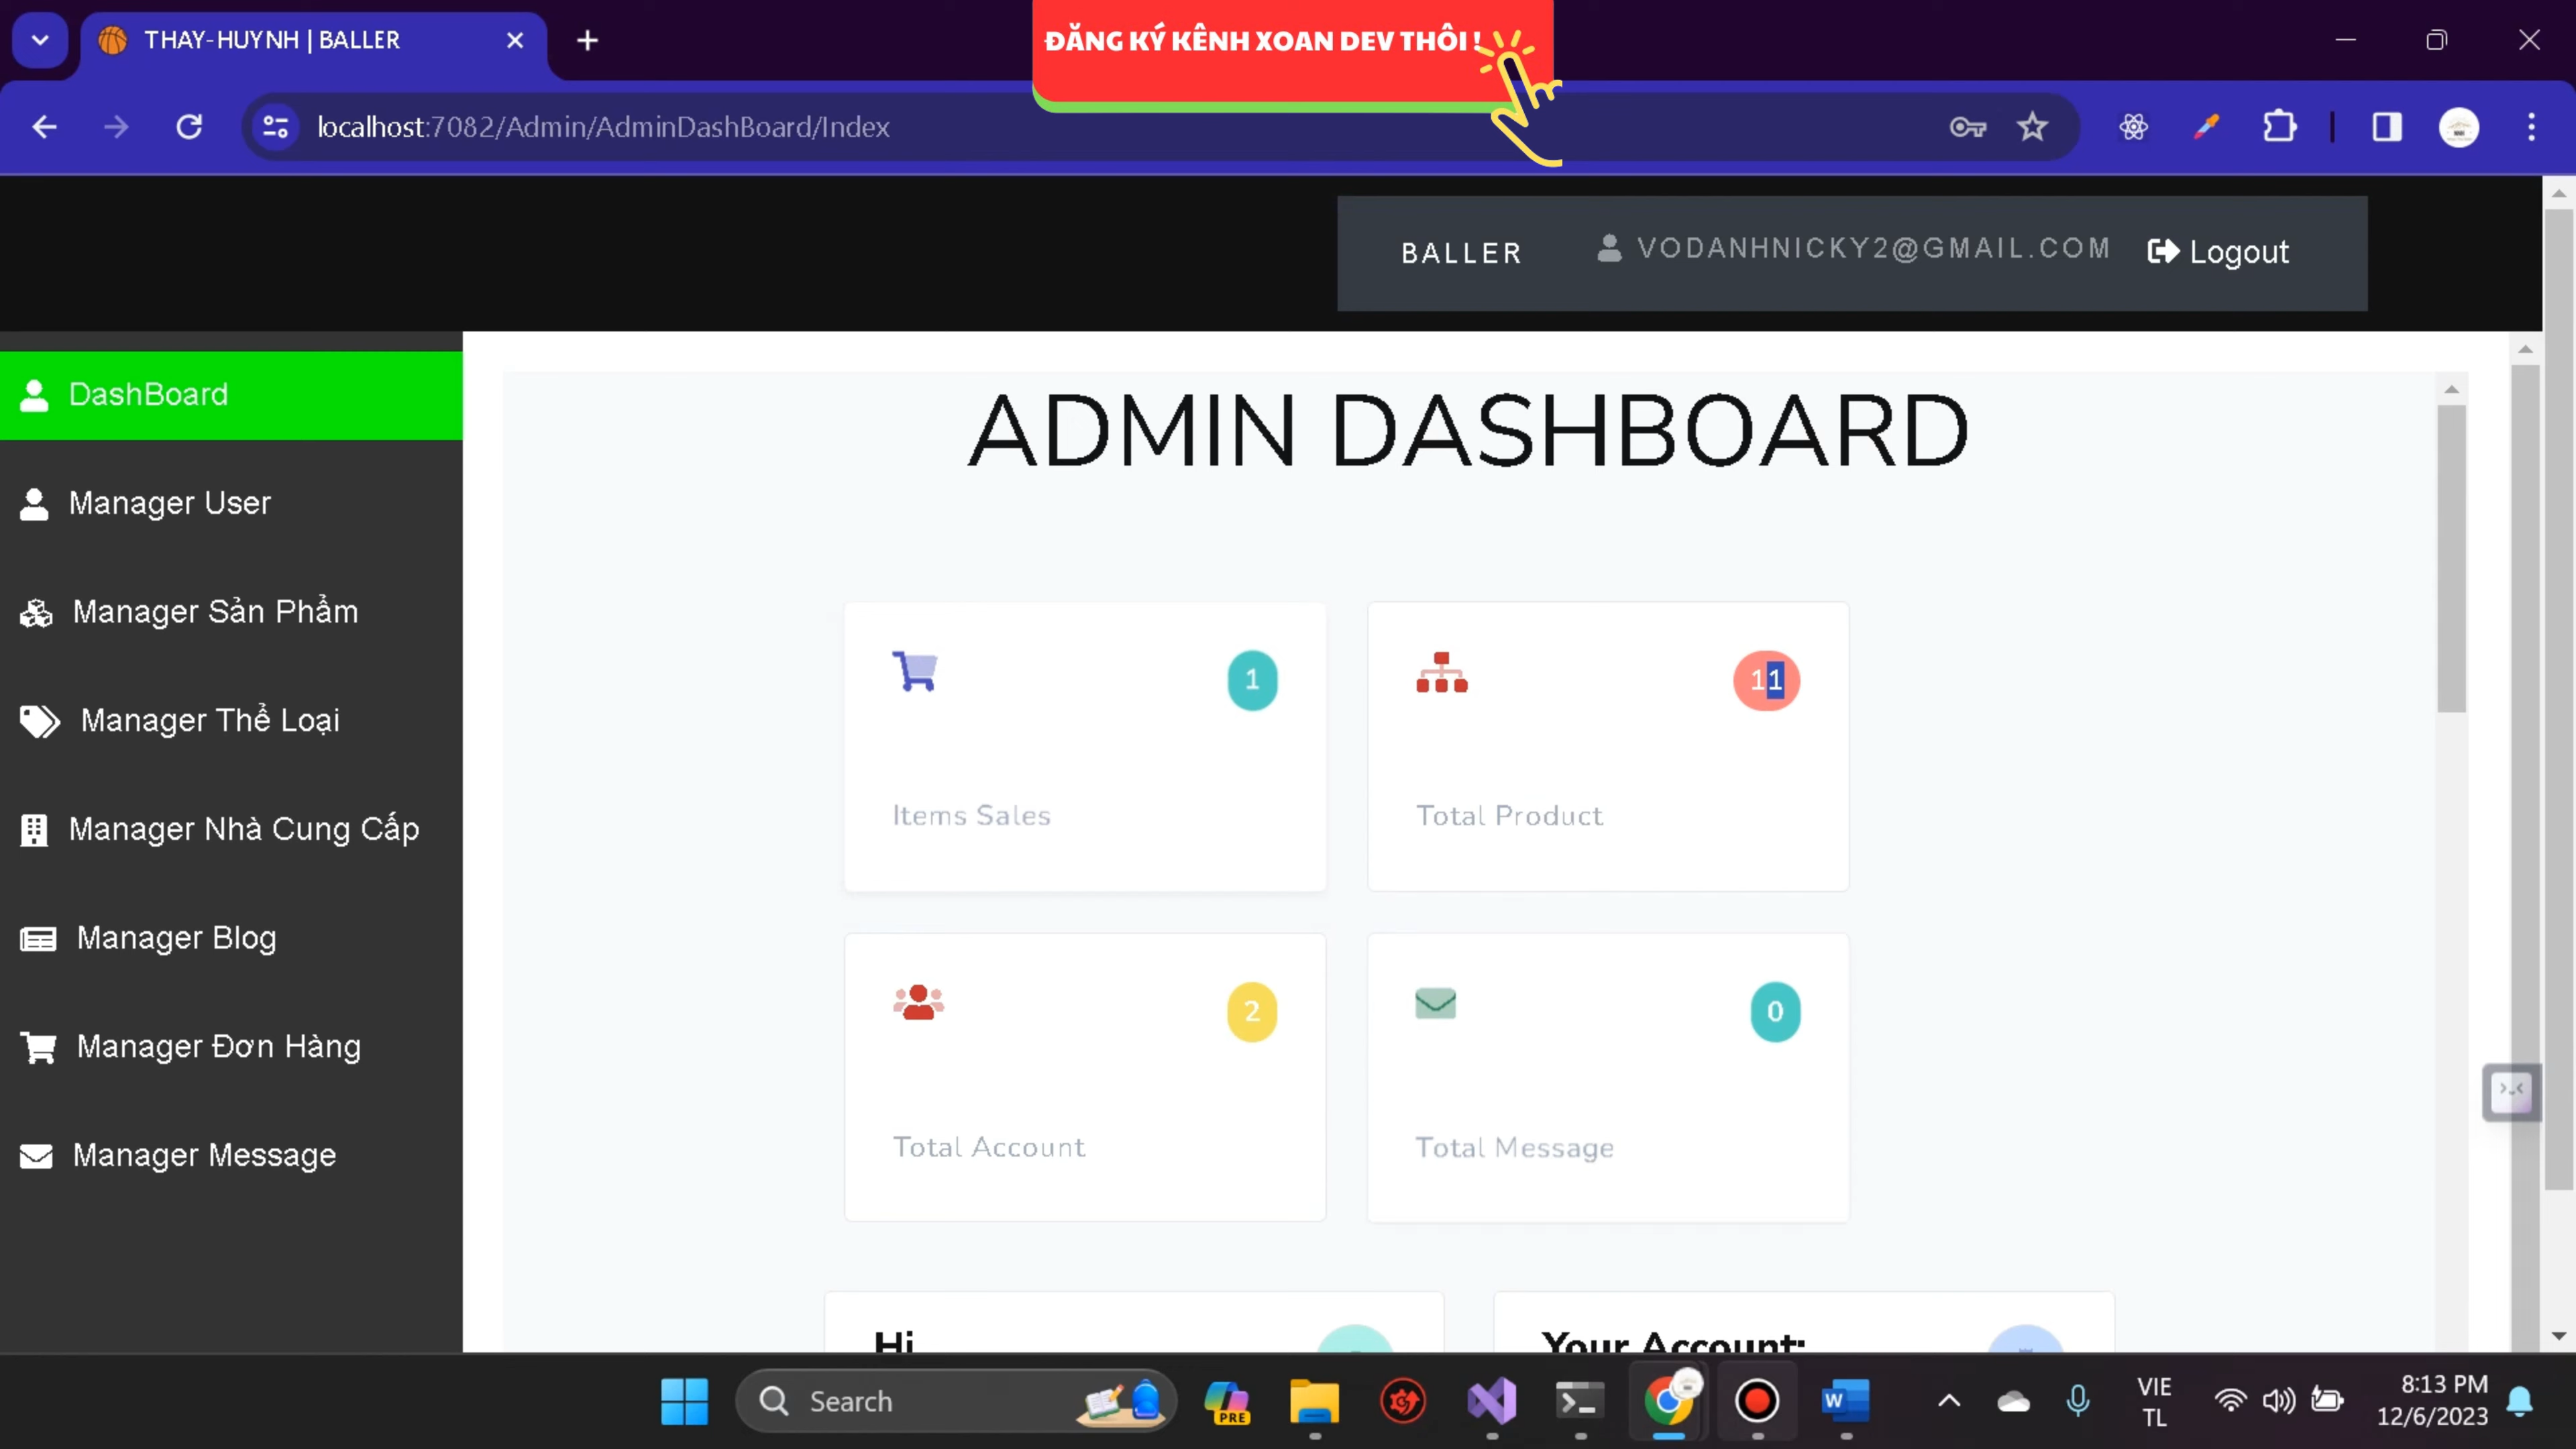 THAY-HUYNH | BALLER
ĐĂNG KÝ KÊNH XOAN DEV THÔI !
localhost:7082/Admin/AdminDashBoard/Index
BALLER
VODANHNICKY2@GMAIL.COM
Logout
DashBoard
Manager User
Manager Sản Phẩm
Manager Thể Loại
Manager Nhà Cung Cấp
Manager Blog
Manager Đơn Hàng
Manager Message
ADMIN DASHBOARD
1
Items Sales
11
Total Product
2
Total Account
0
Total Message
Hi
Your Account:
Search
PRE
W
VIE
TL
8:13 PM
12/6/2023